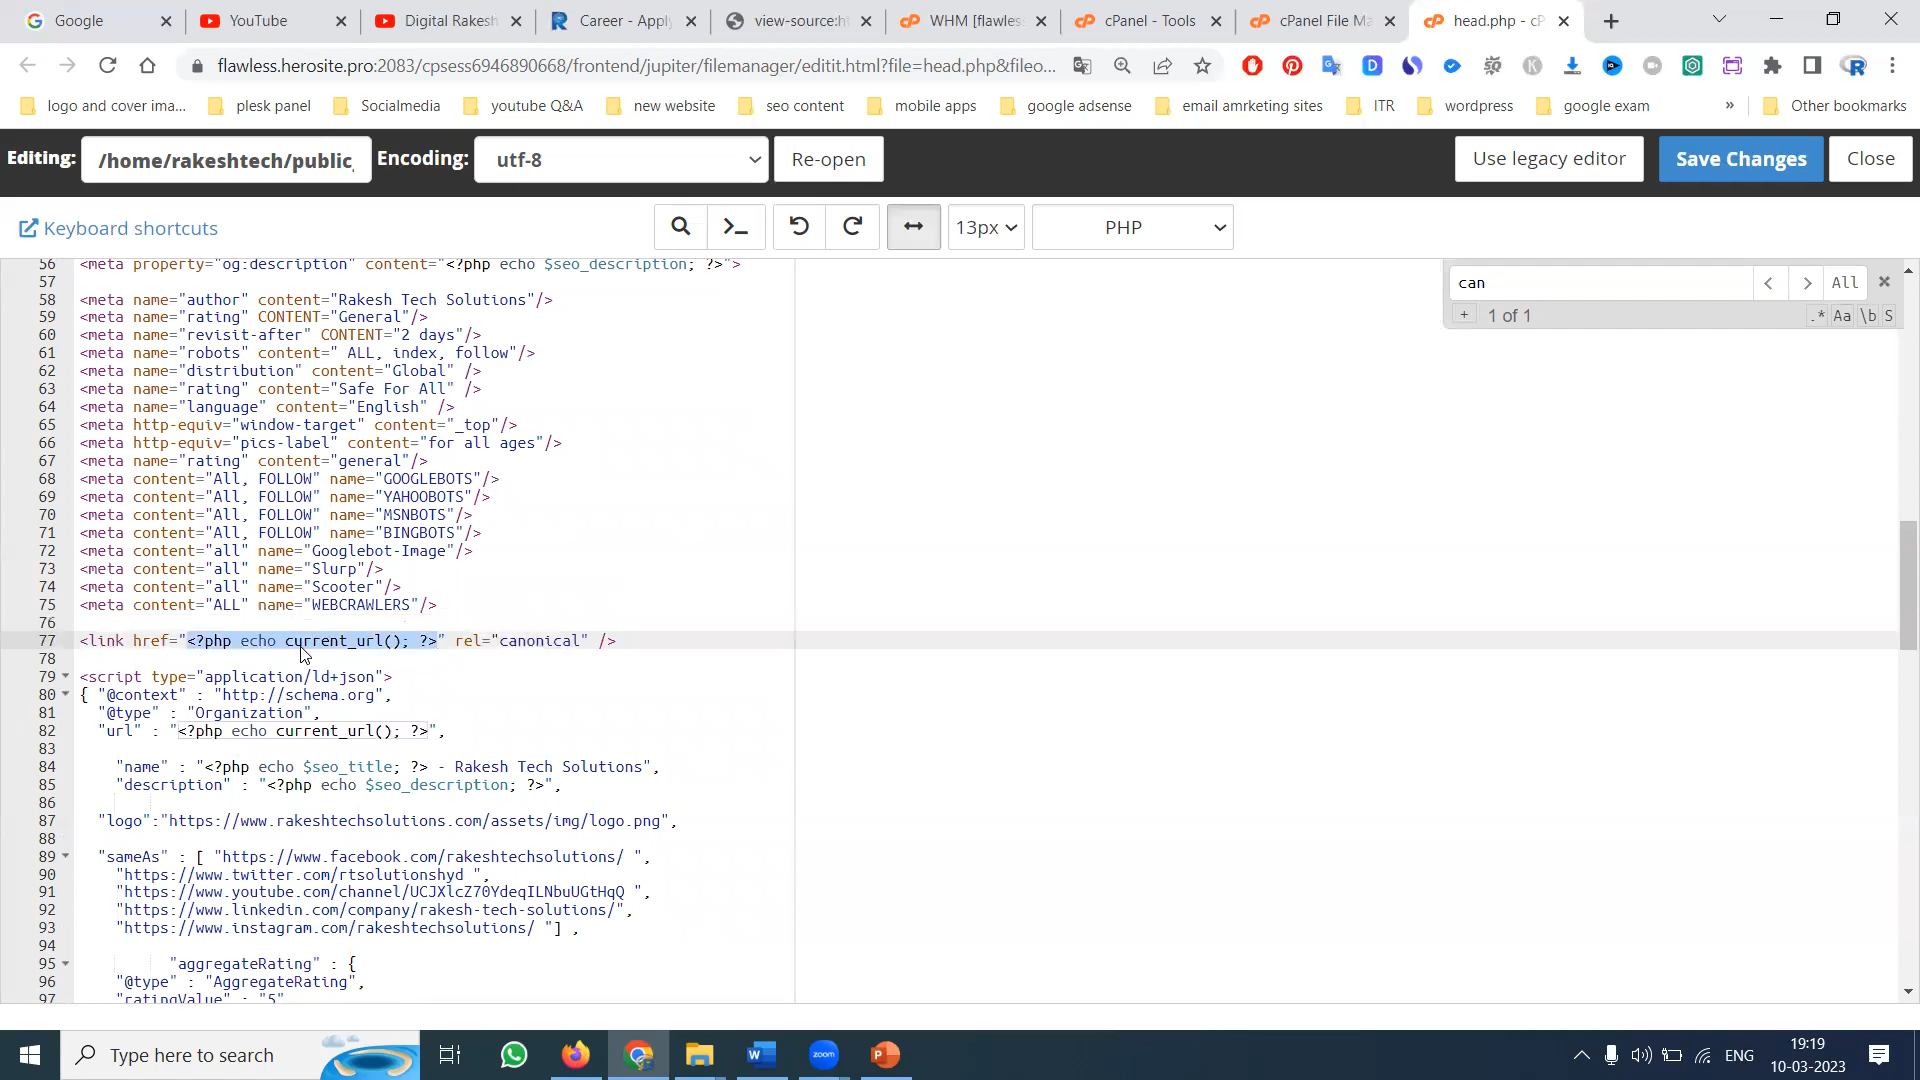 Google
YouTube
Digital Rakesh
Career - Apply
view-source:h
WHM [flawless
cPanel - Tools
cPanel File Ma
head.php - cP
flawless.herosite.pro:2083/cpsess6946890668/frontend/jupiter/filemanager/editit.html?file=head.php&fileo...
logo and cover ima...
plesk panel
Socialmedia
youtube Q&A
new website
seo content
mobile apps
google adsense
email amrketing sites
ITR
wordpress
google exam
»
Other bookmarks
Editing: /home/rakeshtech/public_
Encoding: utf-8
Re-open
Use legacy editor
Save Changes
Close
Keyboard shortcuts
13px
PHP
can
All
+ 1 of 1
.* Aa \b S
56 <meta property="og:description" content="<?php echo $seo_description; ?>">
57
58 <meta name="author" content="Rakesh Tech Solutions"/>
59 <meta name="rating" CONTENT="General"/>
60 <meta name="revisit-after" CONTENT="2 days"/>
61 <meta name="robots" content=" ALL, index, follow"/>
62 <meta name="distribution" content="Global" />
63 <meta name="rating" content="Safe For All" />
64 <meta name="language" content="English" />
65 <meta http-equiv="window-target" content="_top"/>
66 <meta http-equiv="pics-label" content="for all ages"/>
67 <meta name="rating" content="general"/>
68 <meta content="All, FOLLOW" name="GOOGLEBOTS"/>
69 <meta content="All, FOLLOW" name="YAHOOBOTS"/>
70 <meta content="All, FOLLOW" name="MSNBOTS"/>
71 <meta content="All, FOLLOW" name="BINGBOTS"/>
72 <meta content="all" name="Googlebot-Image"/>
73 <meta content="all" name="Slurp"/>
74 <meta content="all" name="Scooter"/>
75 <meta content="ALL" name="WEBCRAWLERS"/>
76
77 <link href="<?php echo current_url(); ?>" rel="canonical" />
78
79 <script type="application/ld+json">
80 { "@context" : "http://schema.org",
81 "@type" : "Organization",
82 "url" : "<?php echo current_url(); ?>",
83
84 "name" : "<?php echo $seo_title; ?> - Rakesh Tech Solutions",
85 "description" : "<?php echo $seo_description; ?>",
86
87 "logo":"https://www.rakeshtechsolutions.com/assets/img/logo.png",
88
89 "sameAs" : [ "https://www.facebook.com/rakeshtechsolutions/ ",
90 "https://www.twitter.com/rtsolutionshyd ",
91 "https://www.youtube.com/channel/UCJXlcZ70YdeqILNbuUGtHqQ ",
92 "https://www.linkedin.com/company/rakesh-tech-solutions/",
93 "https://www.instagram.com/rakeshtechsolutions/ "] ,
94
95 "aggregateRating" : {
96 "@type" : "AggregateRating",
97 "ratingValue" : "5"
Type here to search
zoom
ENG
19:19
10-03-2023